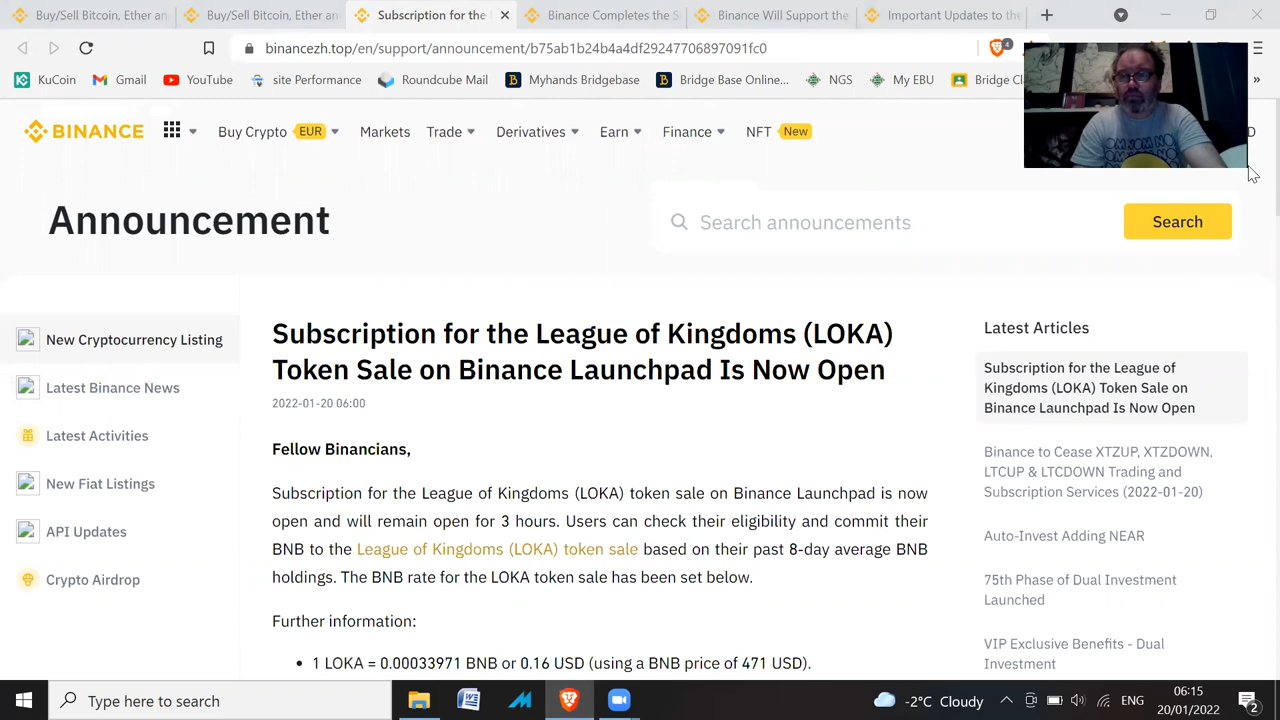 Buy/Sell Bitcoin, Ether an
Buy/Sell Bitcoin, Ether an
Subscription for the
Binance Completes the S
Binance Will Support the
Important Updates to the
binancezh.top/en/support/announcement/b75ab1b24b4a4df29247706897091fc0
4
KuCoin
Gmail
YouTube
site Performance
Roundcube Mail
Myhands Bridgebase
Bridge Base Online...
NGS
My EBU
Bridge Cl
»
BINANCE
Buy Crypto EUR
Markets
Trade
Derivatives
Earn
Finance
NFT New
D
Announcement
Search announcements
Search
New Cryptocurrency Listing
Latest Binance News
Latest Activities
New Fiat Listings
API Updates
Crypto Airdrop
Subscription for the League of Kingdoms (LOKA)
Token Sale on Binance Launchpad Is Now Open
2022-01-20 06:00
Fellow Binancians,
Subscription for the League of Kingdoms (LOKA) token sale on Binance Launchpad is now
open and will remain open for 3 hours. Users can check their eligibility and commit their
BNB to the League of Kingdoms (LOKA) token sale based on their past 8-day average BNB
holdings. The BNB rate for the LOKA token sale has been set below.
Further information:
• 1 LOKA = 0.00033971 BNB or 0.16 USD (using a BNB price of 471 USD).
Latest Articles
Subscription for the League of
Kingdoms (LOKA) Token Sale on
Binance Launchpad Is Now Open
Binance to Cease XTZUP, XTZDOWN,
LTCUP & LTCDOWN Trading and
Subscription Services (2022-01-20)
Auto-Invest Adding NEAR
75th Phase of Dual Investment
Launched
VIP Exclusive Benefits - Dual
Investment
Type here to search
-2°C Cloudy
ENG
06:15
20/01/2022
2